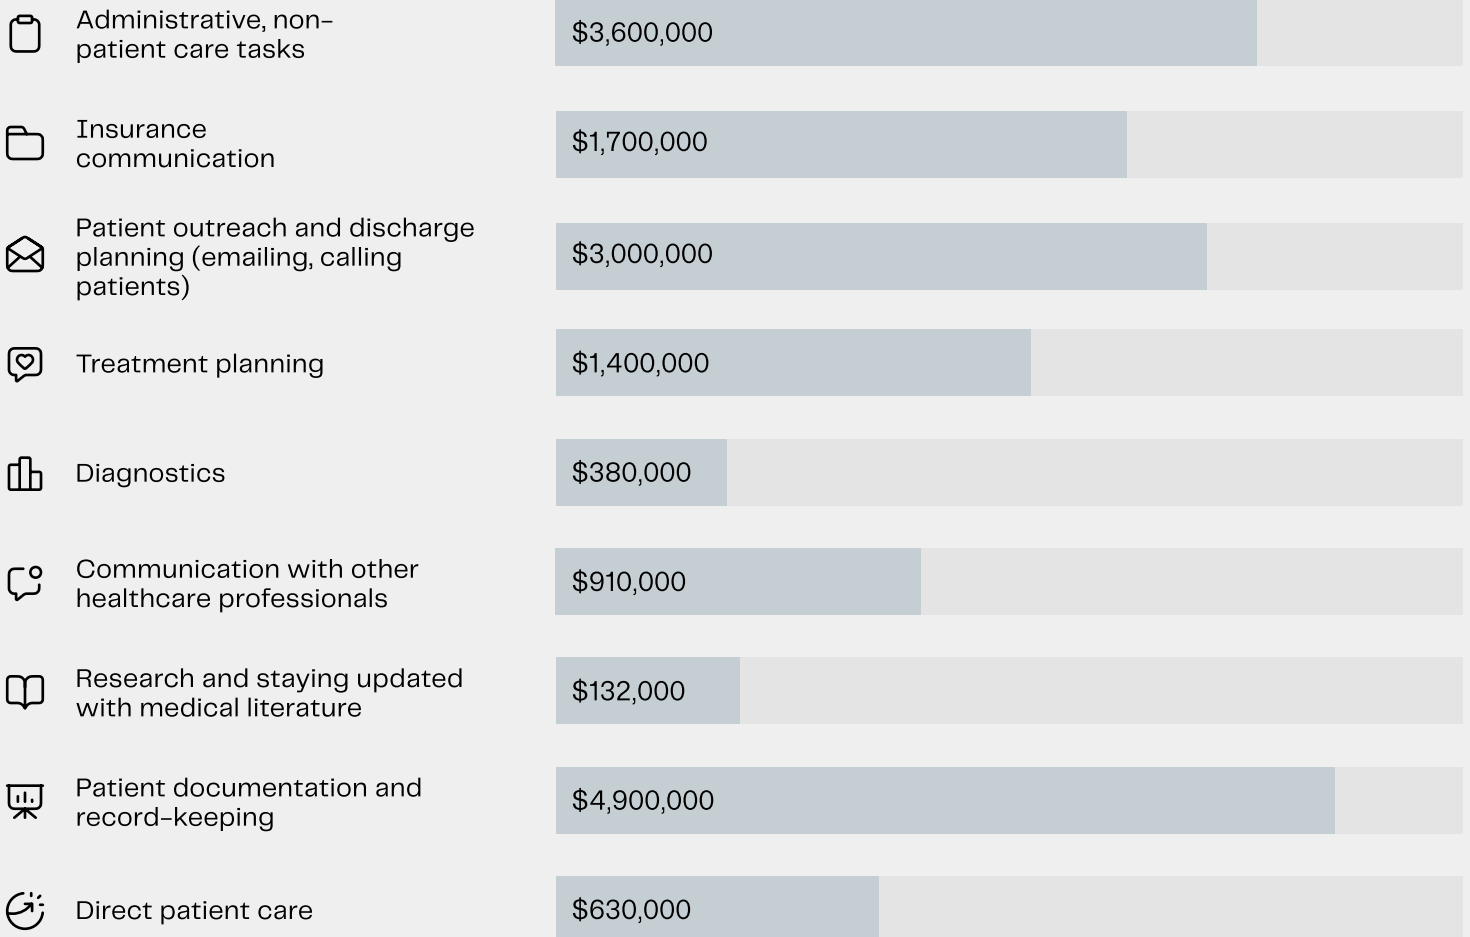 Administrative, non-
patient care tasks
$3,600,000
Insurance
communication
$1,700,000
Patient outreach and discharge
planning (emailing, calling
patients)
$3,000,000
Treatment planning
$1,400,000
Diagnostics
$380,000
Communication with other
healthcare professionals
$910,000
Research and staying updated
with medical literature
$132,000
Patient documentation and
record-keeping
$4,900,000
Direct patient care
$630,000